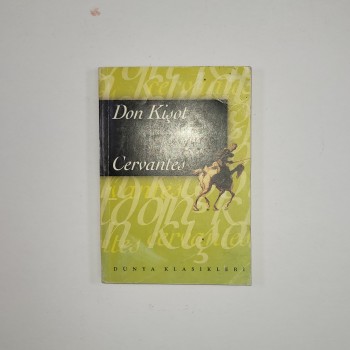 Don Kişot
Cervantes
DÜNYA KLASİKLERİ